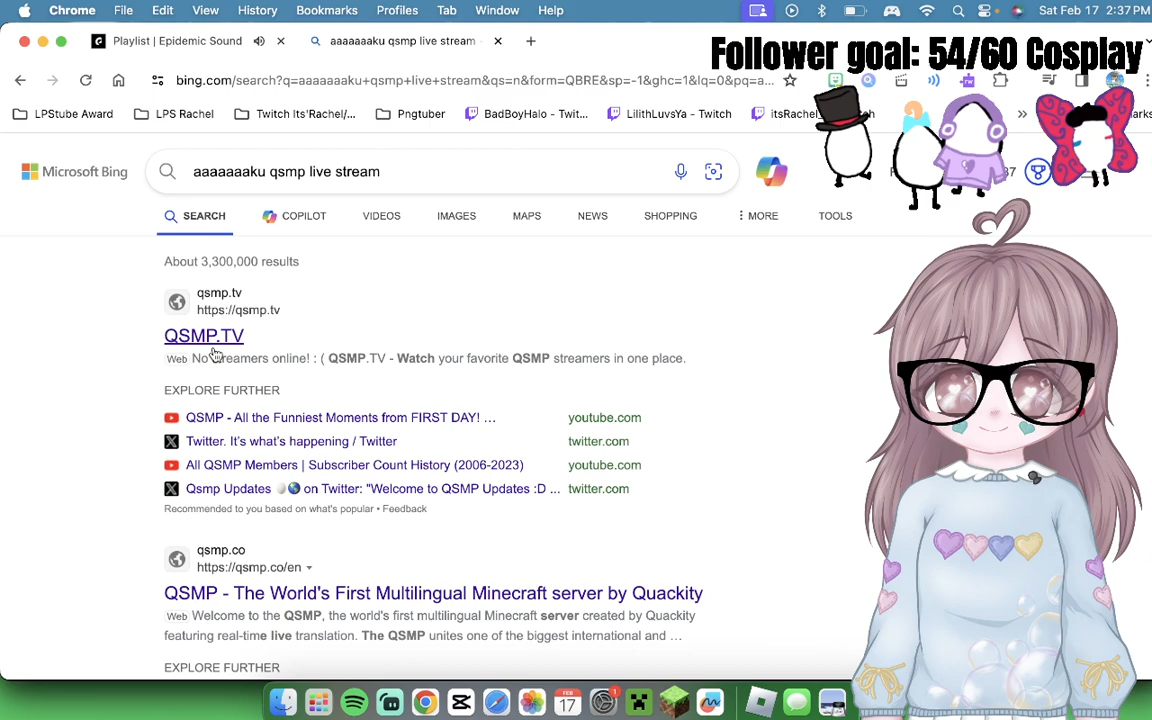 Chrome File Edit View History Bookmarks Profiles Tab Window Help Sat Feb 17 2:37PM
Playlist | Epidemic Sound aaaaaaaku qsmp live stream -
Follower goal: 54/60 Cosplay
bing.com/search?q=aaaaaaaku+qsmp+live+stream&qs=n&form=QBRE&sp=-1&ghc=1&lq=0&pq=a...
LPStube Award LPS Rachel Twitch Its'Rachel/... Pngtuber BadBoyHalo - Twit... LilithLuvsYa - Twitch
Microsoft Bing aaaaaaaku qsmp live stream
SEARCH COPILOT VIDEOS IMAGES MAPS NEWS SHOPPING MORE TOOLS
About 3,300,000 results
qsmp.tv
https://qsmp.tv
QSMP.TV
Web No streamers online! : ( QSMP.TV - Watch your favorite QSMP streamers in one place.
EXPLORE FURTHER
QSMP - All the Funniest Moments from FIRST DAY! ... youtube.com
Twitter. It's what's happening / Twitter twitter.com
All QSMP Members | Subscriber Count History (2006-2023) youtube.com
Qsmp Updates 🥚🌎 on Twitter: "Welcome to QSMP Updates :D ... twitter.com
Recommended to you based on what's popular • Feedback
qsmp.co
https://qsmp.co/en
QSMP - The World's First Multilingual Minecraft server by Quackity
Web Welcome to the QSMP, the world's first multilingual Minecraft server created by Quackity
featuring real-time live translation. The QSMP unites one of the biggest international and ...
EXPLORE FURTHER
FEB
17
1